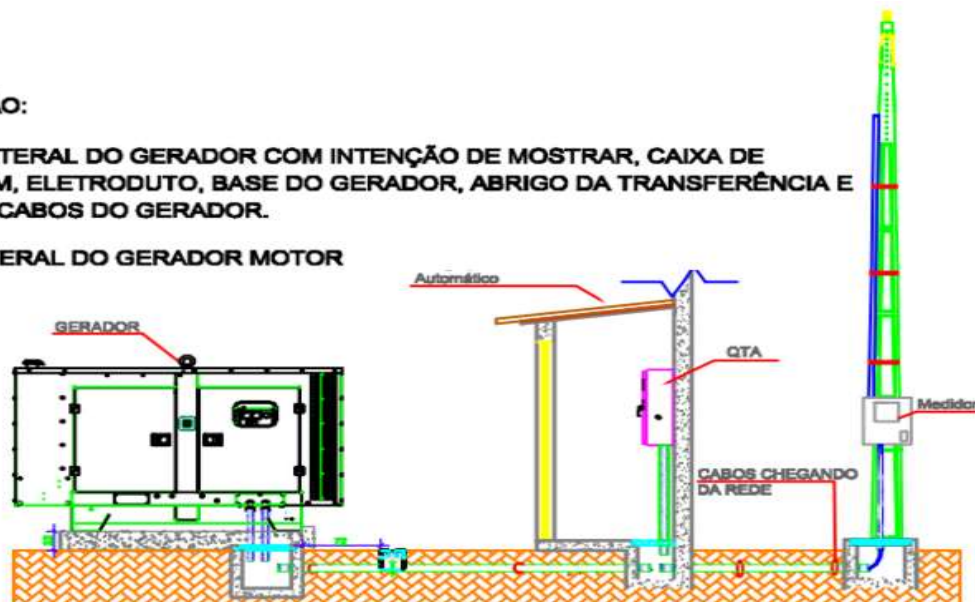 ÃO:
TERAL DO GERADOR COM INTENÇÃO DE MOSTRAR, CAIXA DE
M, ELETRODUTO, BASE DO GERADOR, ABRIGO DA TRANSFERÊNCIA E
CABOS DO GERADOR.
ERAL DO GERADOR MOTOR
Automático
GERADOR
QTA
Medidor
CABOS CHEGANDO
DA REDE